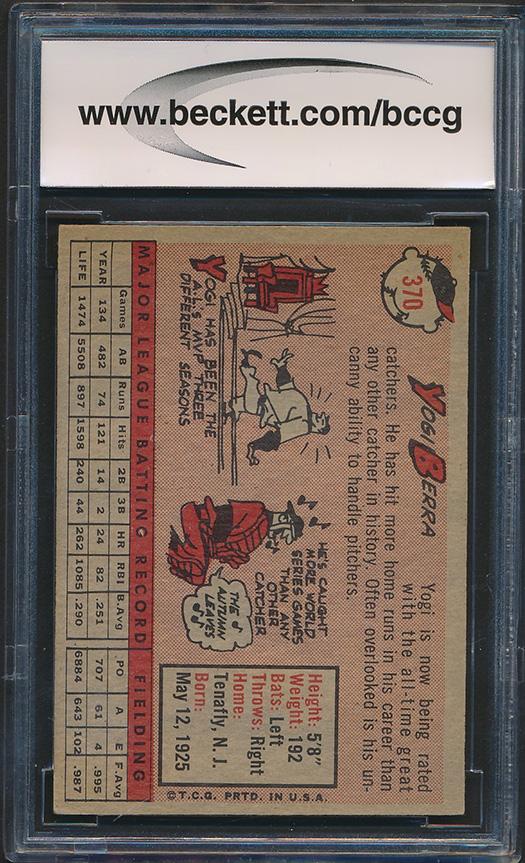 www.beckett.com/bccg
370
YOGI BERRA
Yogi is now being rated
with the all-time great
catchers. He has hit more home runs in his career than
any other catcher in history. Often overlooked is his un-
canny ability to handle pitchers.
YOGI HAS BEEN THE
A.L.'S MVP THREE
DIFFERENT SEASONS
HE'S CAUGHT
MORE WORLD
SERIES GAMES
THAN ANY
OTHER
CATCHER
THE
AUTUMN
LEAVES
Height: 5'8"
Weight: 192
Bats: Left
Throws: Right
Home:
Tenafly, N. J.
Born:
May 12, 1925
MAJOR LEAGUE BATTING RECORD FIELDING
Games AB Runs Hits 2B 3B HR RBI B.Avg PO A E F.Avg
YEAR 134 482 74 121 14 2 24 82 .251 707 61 4 .995
LIFE 1474 5508 897 1598 240 44 262 1085 .290 6884 643 102 .987
© T.C.G. PRTD. IN U.S.A.